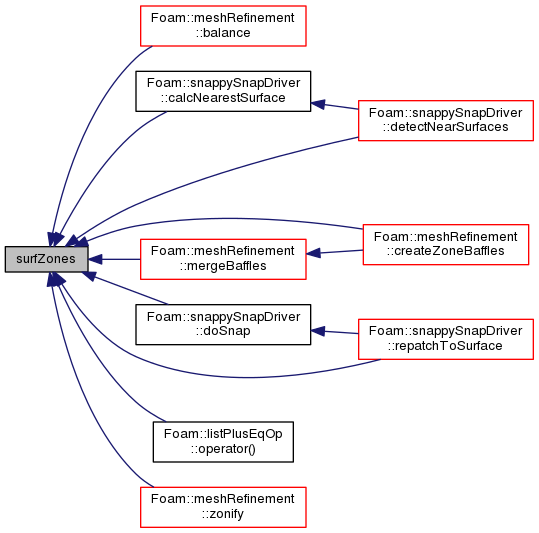 Foam::meshRefinement
::balance
Foam::snappySnapDriver
::calcNearestSurface
Foam::snappySnapDriver
::detectNearSurfaces
Foam::meshRefinement
::createZoneBaffles
surfZones
Foam::meshRefinement
::mergeBaffles
Foam::snappySnapDriver
::doSnap
Foam::snappySnapDriver
::repatchToSurface
Foam::listPlusEqOp
::operator()
Foam::meshRefinement
::zonify